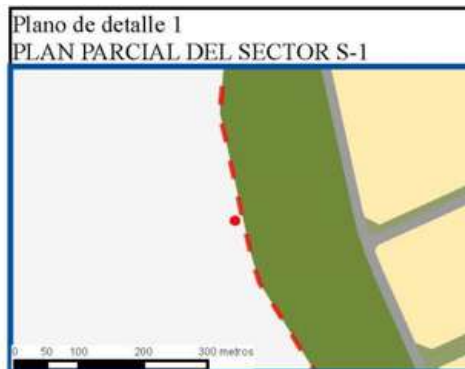 Plano de detalle 1
PLAN PARCIAL DEL SECTOR S-1
0 50 100 200 300 metros